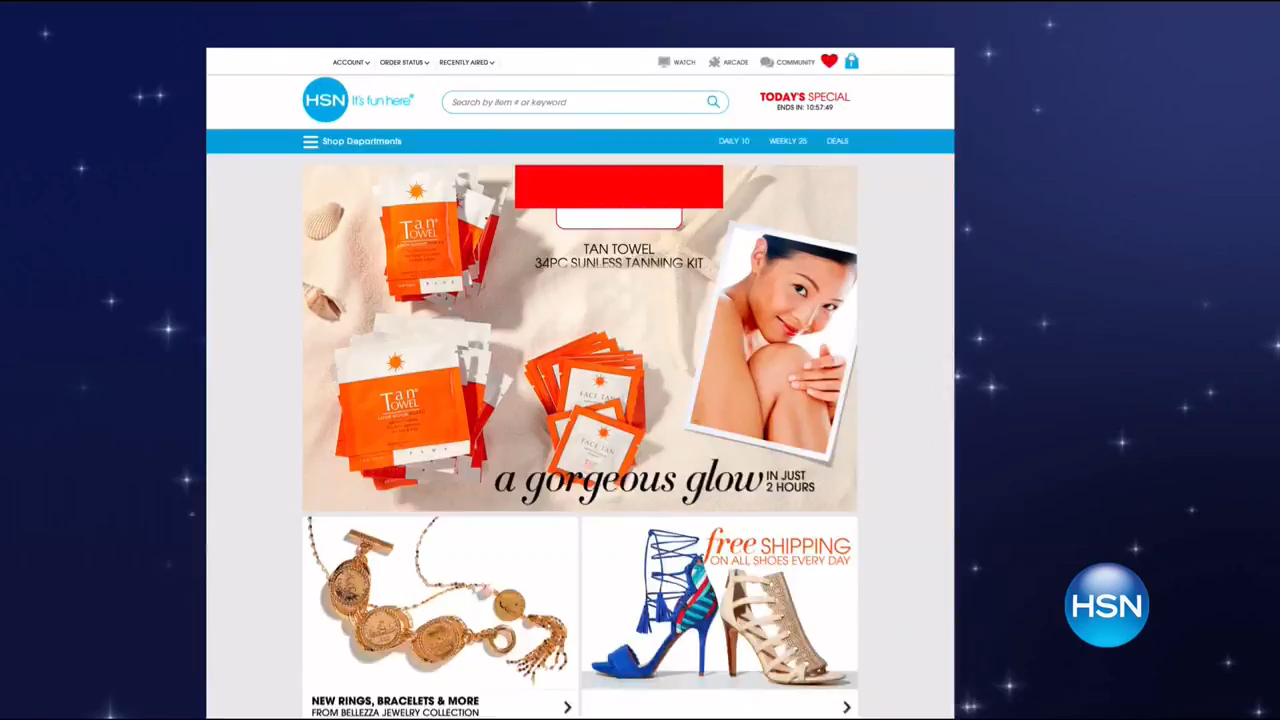 ACCOUNT
ORDER STATUS
RECENTLY AIRED
WATCH
ARCADE
COMMUNITY
HSN It's fun here
Search by item # or keyword
TODAY'S SPECIAL
ENDS IN: 10:57:49
Shop Departments
DAILY 10
WEEKLY 25
DEALS
Tan
TOWEL
PLUS
TAN TOWEL
34PC SUNLESS TANNING KIT
Tan
TOWEL
PLUS
FACE TAN
FACE TAN
a gorgeous glow IN JUST
2 HOURS
free SHIPPING
ON ALL SHOES EVERY DAY
HSN
NEW RINGS, BRACELETS & MORE
FROM BELLEZZA JEWELRY COLLECTION